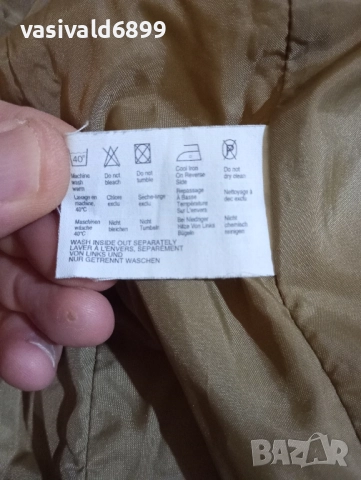 vasivald6899
40°
P
Machine
wash
warm
Do not
bleach
Do not
tumble
Cool iron
On Reverse
Side
Do not
dry clean
Lavage en
machine
40°C
Chlore
exclu
Sèche-linge
exclu
Repassage
A Basse
Température
Sur L'envers
Nettoyage à
sec exclu
Maschinen
wäsche
40°C
Nicht
bleichen
Nicht
Tumbeln
Bei Niedriger
Hitze Von Links
Bügeln
Nicht
chemisch
reinigen
WASH INSIDE OUT SEPARATELY
LAVER À L'ENVERS, SEPAREMENT
VON LINKS UND
NUR GETRENNT WASCHEN
BAZAR